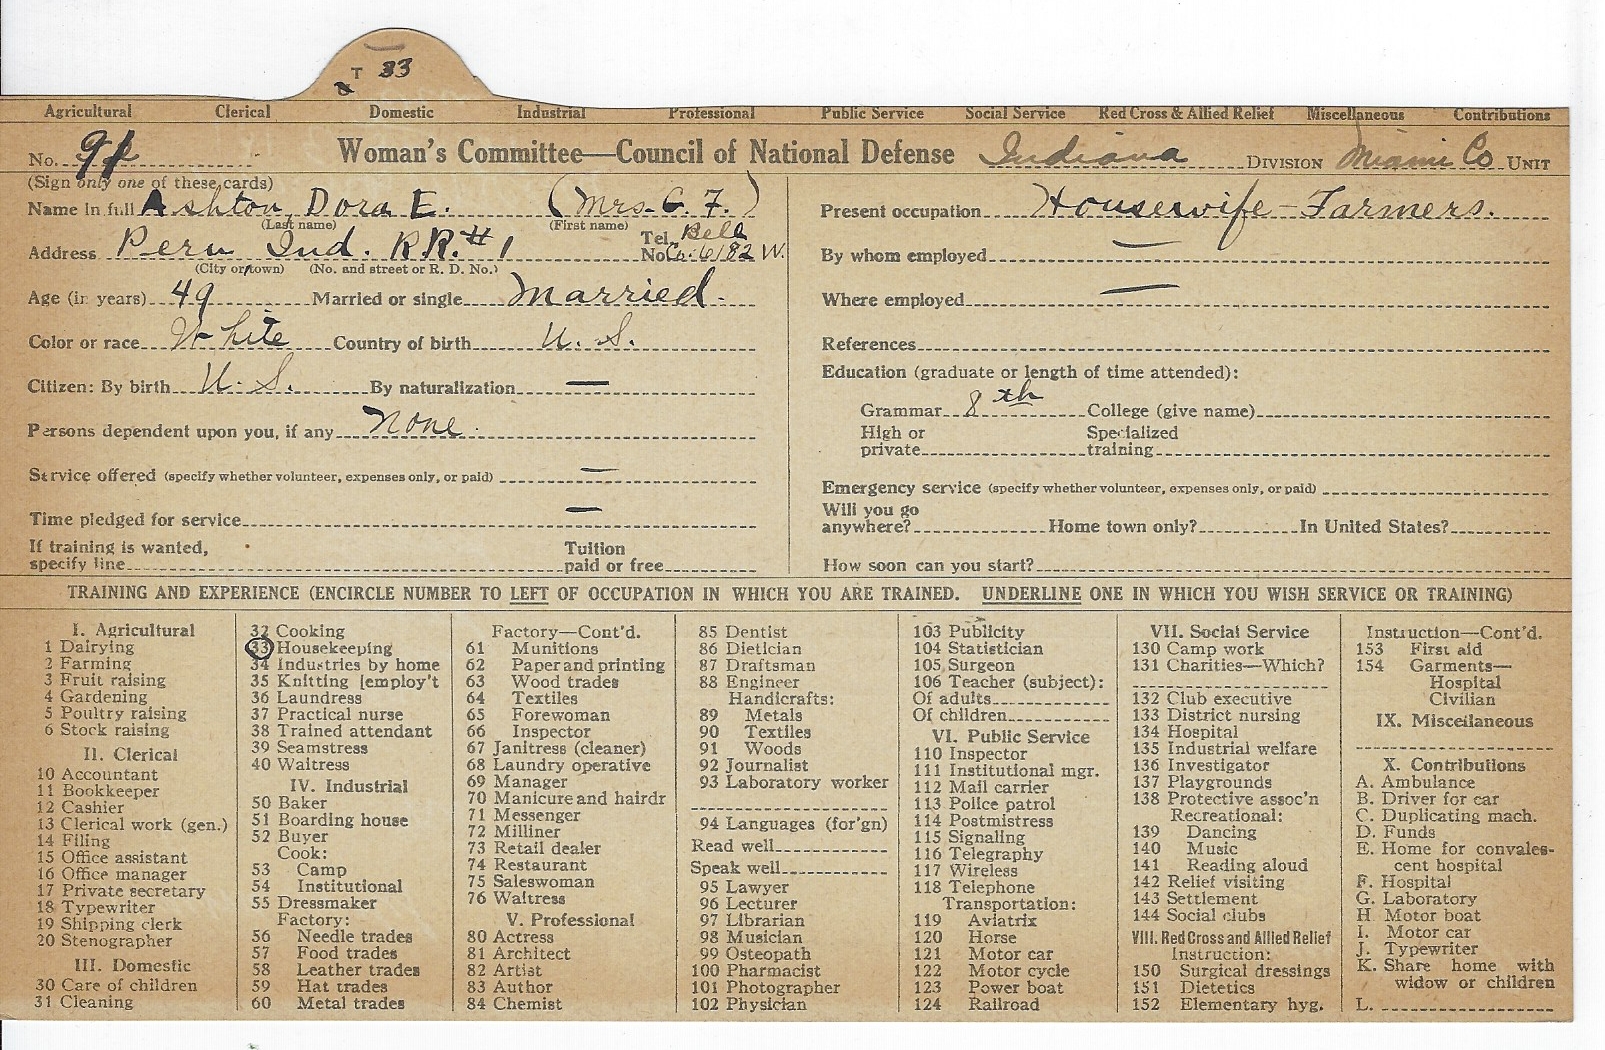 T 33
Agricultural Clerical Domestic Industrial Professional Public Service Social Service Red Cross & Allied Relief Miscellaneous Contributions
No. 91 Woman's Committee—Council of National Defense Indiana DIVISION Miami Co UNIT
(Sign only one of these cards)
Name in full Ashton, Dora E. (Mrs. C. F.)
(Last name) (First name)
Address Peru Ind. R.R. # 1 Tel. No. Bell 6182 W.
(City or town) (No. and street or R. D. No.)
Age (in years) 49 Married or single Married.
Color or race White Country of birth U. S.
Citizen: By birth U. S. By naturalization —
Persons dependent upon you, if any None.
Service offered (specify whether volunteer, expenses only, or paid) —
Time pledged for service —
If training is wanted, specify line Tuition paid or free
Present occupation Housewife - Farmers.
By whom employed —
Where employed —
References
Education (graduate or length of time attended):
Grammar 8th College (give name)
High or private Specialized training
Emergency service (specify whether volunteer, expenses only, or paid)
Will you go anywhere? Home town only? In United States?
How soon can you start?
TRAINING AND EXPERIENCE (ENCIRCLE NUMBER TO LEFT OF OCCUPATION IN WHICH YOU ARE TRAINED. UNDERLINE ONE IN WHICH YOU WISH SERVICE OR TRAINING)
I. Agricultural
1 Dairying
2 Farming
3 Fruit raising
4 Gardening
5 Poultry raising
6 Stock raising
II. Clerical
10 Accountant
11 Bookkeeper
12 Cashier
13 Clerical work (gen.)
14 Filing
15 Office assistant
16 Office manager
17 Private secretary
18 Typewriter
19 Shipping clerk
20 Stenographer
III. Domestic
30 Care of children
31 Cleaning
32 Cooking
33 Housekeeping
34 Industries by home
35 Knitting [employ't
36 Laundress
37 Practical nurse
38 Trained attendant
39 Seamstress
40 Waitress
IV. Industrial
50 Baker
51 Boarding house
52 Buyer
Cook:
53 Camp
54 Institutional
55 Dressmaker
Factory:
56 Needle trades
57 Food trades
58 Leather trades
59 Hat trades
60 Metal trades
Factory—Cont'd.
61 Munitions
62 Paper and printing
63 Wood trades
64 Textiles
65 Forewoman
66 Inspector
67 Janitress (cleaner)
68 Laundry operative
69 Manager
70 Manicure and hairdr
71 Messenger
72 Milliner
73 Retail dealer
74 Restaurant
75 Saleswoman
76 Waitress
V. Professional
80 Actress
81 Architect
82 Artist
83 Author
84 Chemist
85 Dentist
86 Dietician
87 Draftsman
88 Engineer
Handicrafts:
89 Metals
90 Textiles
91 Woods
92 Journalist
93 Laboratory worker
94 Languages (for'gn)
Read well
Speak well
95 Lawyer
96 Lecturer
97 Librarian
98 Musician
99 Osteopath
100 Pharmacist
101 Photographer
102 Physician
103 Publicity
104 Statistician
105 Surgeon
106 Teacher (subject):
Of adults
Of children
VI. Public Service
110 Inspector
111 Institutional mgr.
112 Mail carrier
113 Police patrol
114 Postmistress
115 Signaling
116 Telegraphy
117 Wireless
118 Telephone
Transportation:
119 Aviatrix
120 Horse
121 Motor car
122 Motor cycle
123 Power boat
124 Railroad
VII. Social Service
130 Camp work
131 Charities—Which?
132 Club executive
133 District nursing
134 Hospital
135 Industrial welfare
136 Investigator
137 Playgrounds
138 Protective assoc'n
Recreational:
139 Dancing
140 Music
141 Reading aloud
142 Relief visiting
143 Settlement
144 Social clubs
VIII. Red Cross and Allied Relief
Instruction:
150 Surgical dressings
151 Dietetics
152 Elementary hyg.
Instruction—Cont'd.
153 First aid
154 Garments—
Hospital
Civilian
IX. Miscellaneous
X. Contributions
A. Ambulance
B. Driver for car
C. Duplicating mach.
D. Funds
E. Home for convales-
cent hospital
F. Hospital
G. Laboratory
H. Motor boat
I. Motor car
J. Typewriter
K. Share home with
widow or children
L.